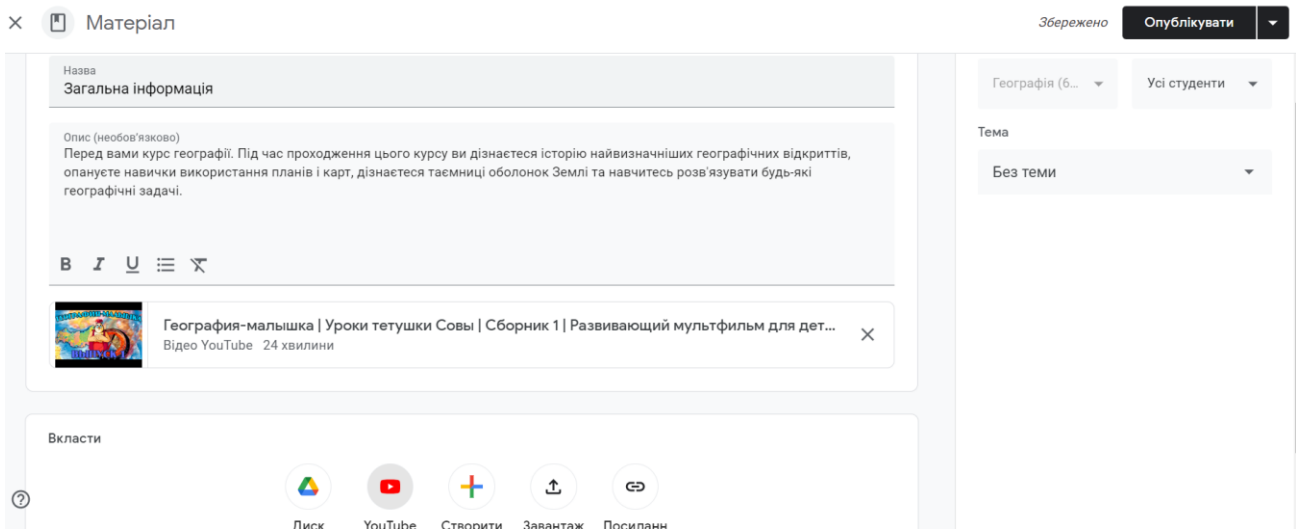 Матеріал
Збережено
Опублікувати
Назва
Загальна інформація
Географія (6...
Усі студенти
Опис (необов'язково)
Перед вами курс географії. Під час проходження цього курсу ви дізнаєтеся історію найвизначніших географічних відкриттів,
опануєте навички використання планів і карт, дізнаєтеся таємниці оболонок Землі та навчитесь розв'язувати будь-які
географічні задачі.
Тема
Без теми
B I U
География-малышка | Уроки тетушки Совы | Сборник 1 | Развивающий мультфильм для дет...
Відео YouTube 24 хвилини
Вкласти
Диск YouTube Створити Завантаж Посиланн